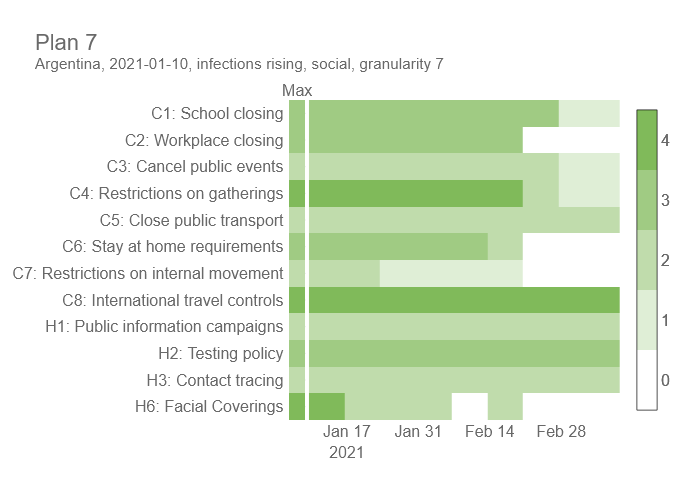 Plan 7
Argentina, 2021-01-10, infections rising, social, granularity 7
Max
C1: School closing
C2: Workplace closing
C3: Cancel public events
C4: Restrictions on gatherings
C5: Close public transport
C6: Stay at home requirements
C7: Restrictions on internal movement
C8: International travel controls
H1: Public information campaigns
H2: Testing policy
H3: Contact tracing
H6: Facial Coverings
4
3
2
1
0
Jan 17 Jan 31 Feb 14 Feb 28
2021